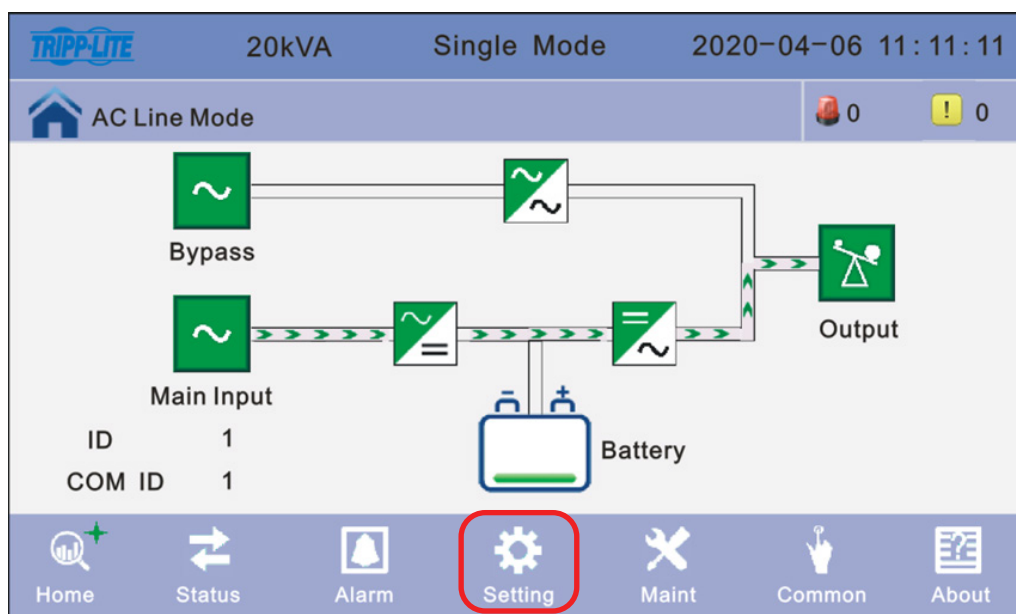 TRIPP·LITE 20kVA Single Mode 2020-04-06 11:11:11
AC Line Mode 0 ! 0
Bypass
Output
Main Input
Battery
ID 1
COM ID 1
Home Status Alarm Setting Maint Common About